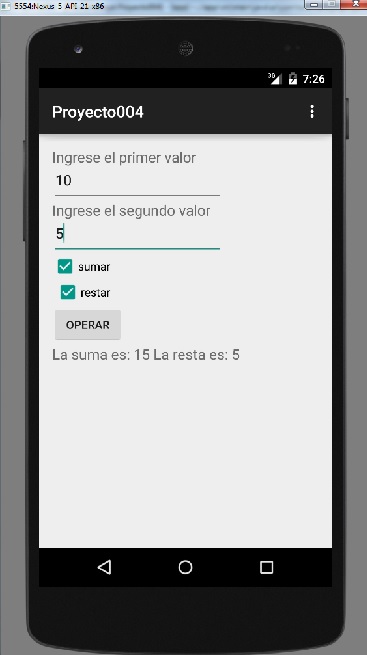 5554:Nexus_5_API_21_x86
7:26
Proyecto004
Ingrese el primer valor
10
Ingrese el segundo valor
5
sumar
restar
OPERAR
La suma es: 15 La resta es: 5